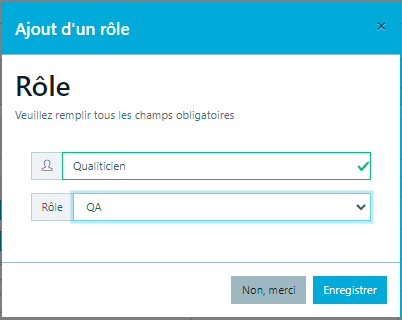 Ajout d'un rôle
×
Rôle
Veuillez remplir tous les champs obligatoires
Qualiticien
Rôle QA
Non, merci Enregistrer